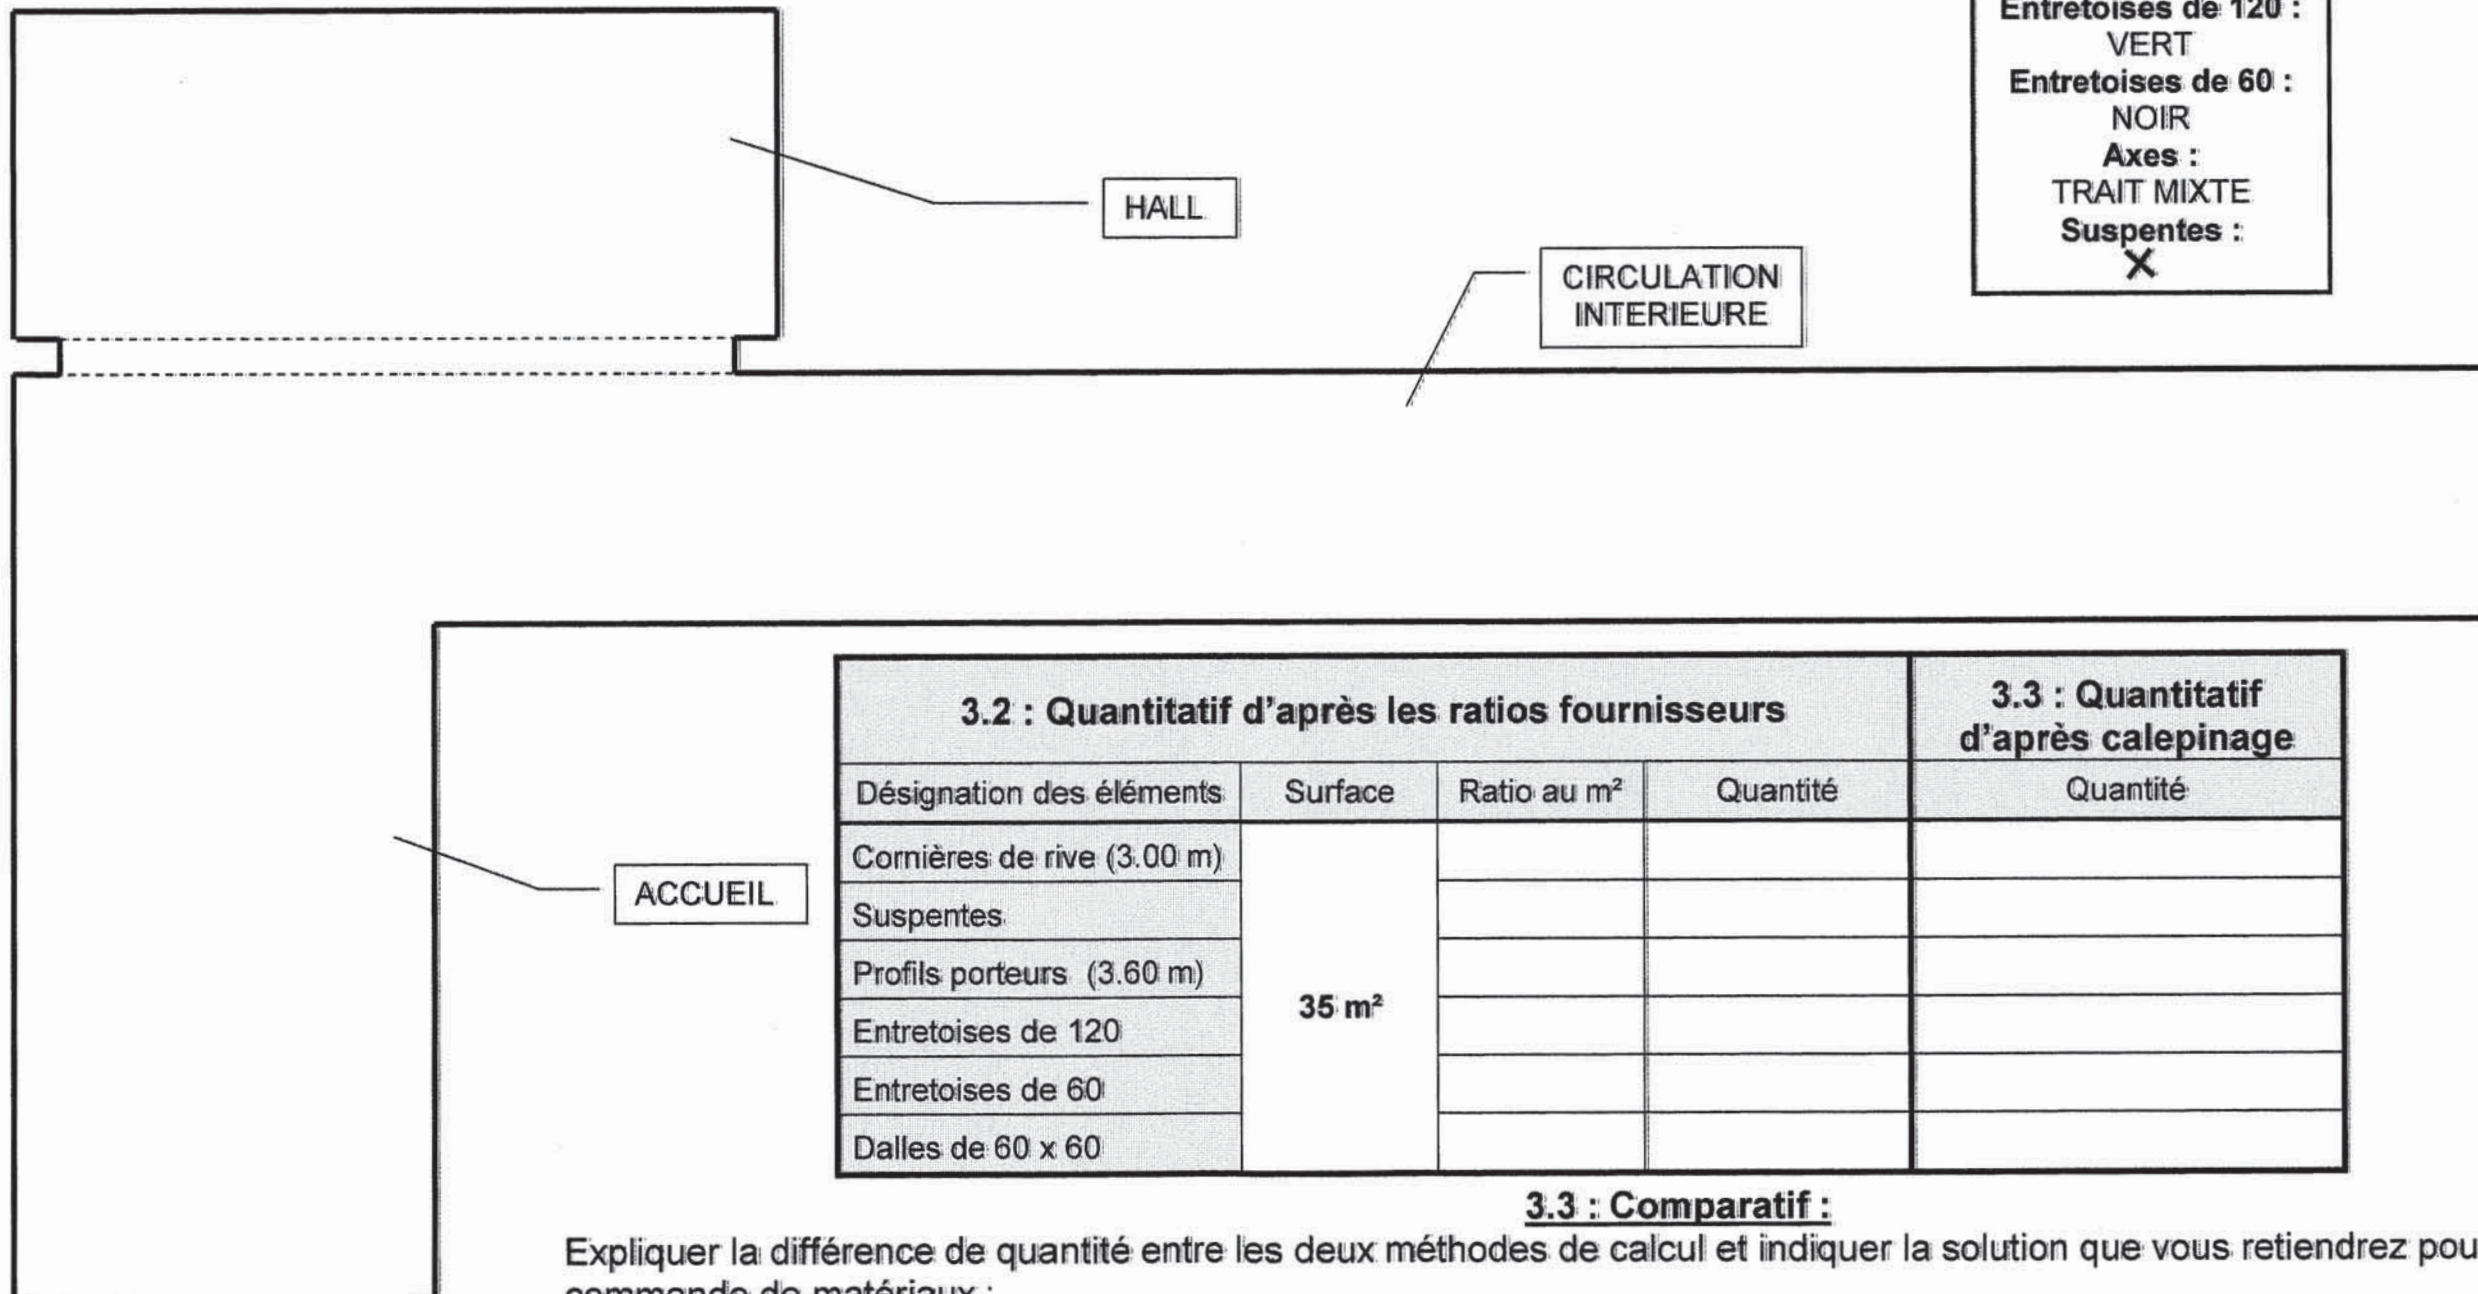 Entretoises de 120 :
VERT
Entretoises de 60 :
NOIR
Axes :
TRAIT MIXTE
Suspentes :
X
HALL
CIRCULATION
INTERIEURE
ACCUEIL
3.2 : Quantitatif d'après les ratios fournisseurs
3.3 : Quantitatif
d'après calepinage
Désignation des éléments Surface Ratio au m² Quantité Quantité
Cornières de rive (3.00 m)
Suspentes
Profils porteurs (3.60 m)
35 m²
Entretoises de 120
Entretoises de 60
Dalles de 60 x 60
3.3 : Comparatif :
Expliquer la différence de quantité entre les deux méthodes de calcul et indiquer la solution que vous retiendrez pou
commande de matériaux :